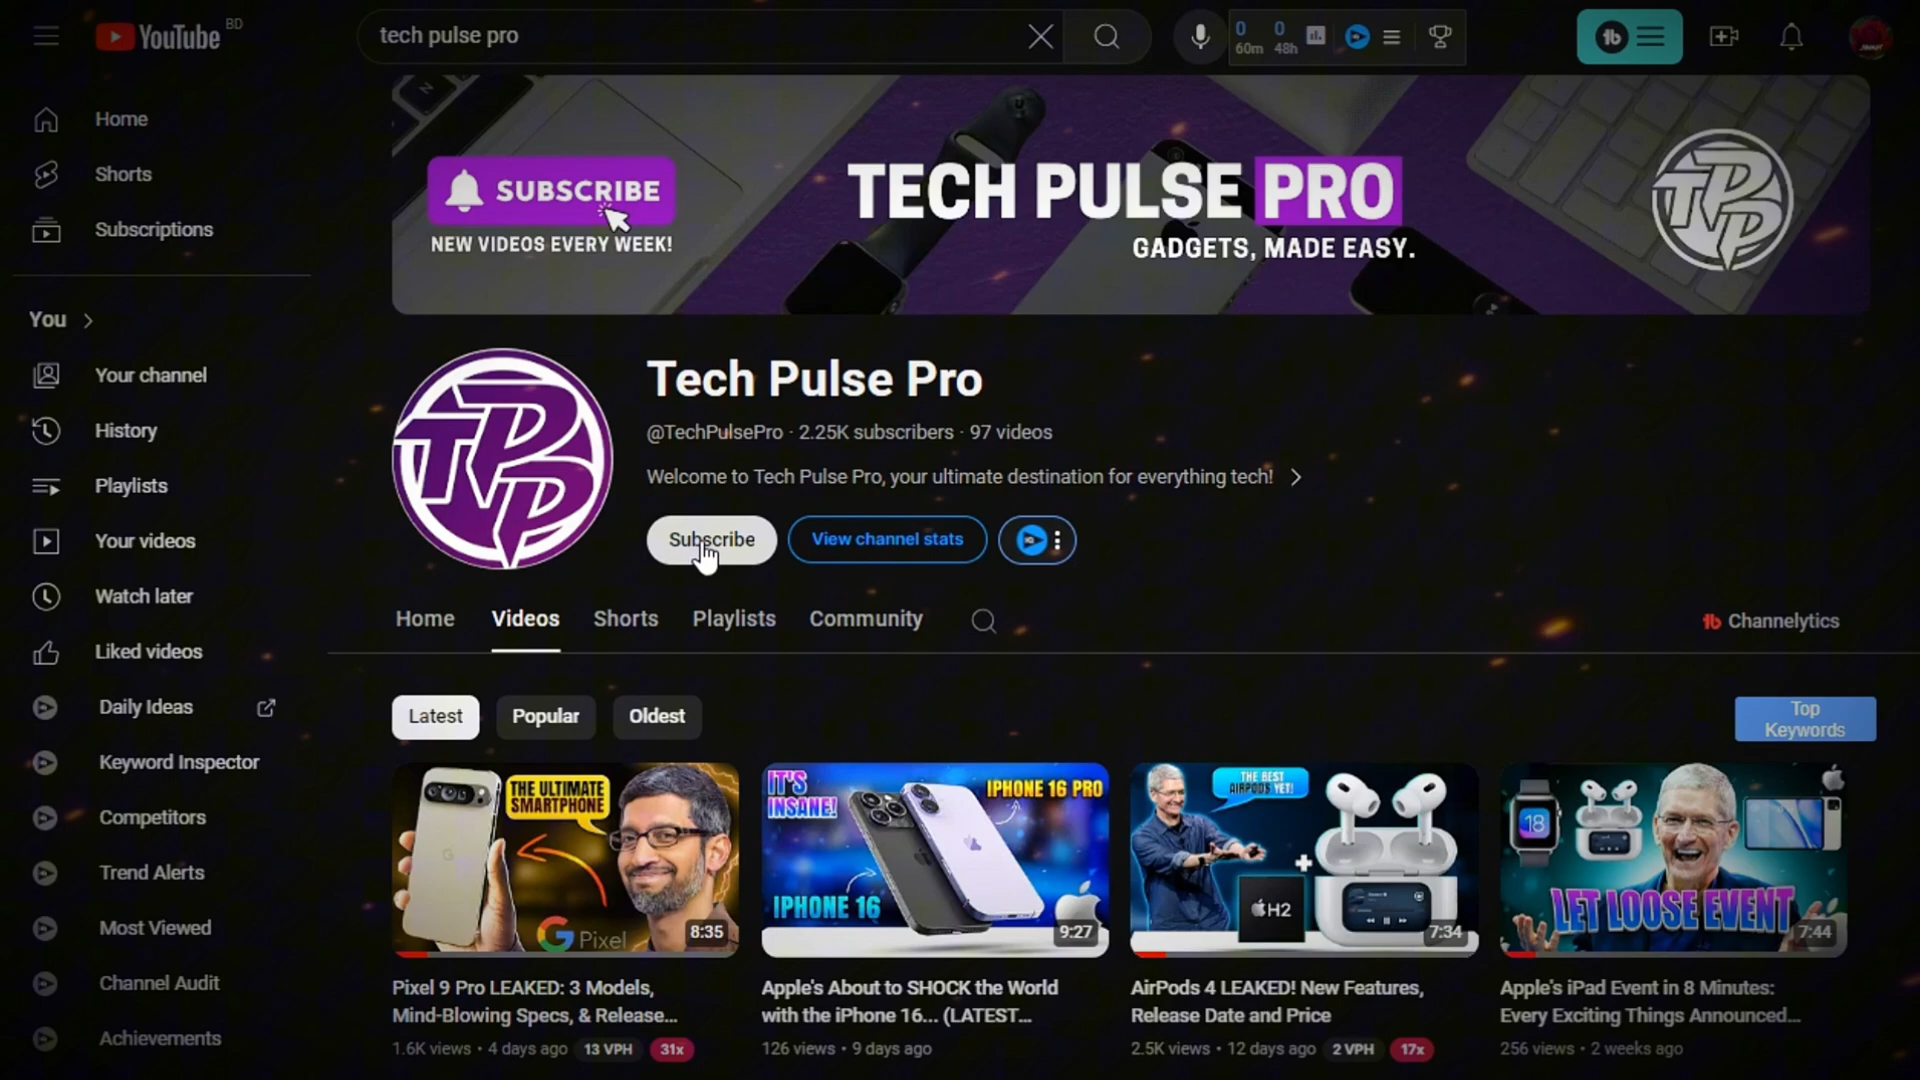 YouTube BD
tech pulse pro
0 0
60m 48h
Home
Shorts
Subscriptions
You
Your channel
History
Playlists
Your videos
Watch later
Liked videos
Daily Ideas
Keyword Inspector
Competitors
Trend Alerts
Most Viewed
Channel Audit
Achievements
SUBSCRIBE
NEW VIDEOS EVERY WEEK!
TECH PULSE PRO
GADGETS, MADE EASY.
TPP
TPP
Tech Pulse Pro
@TechPulsePro · 2.25K subscribers · 97 videos
Welcome to Tech Pulse Pro, your ultimate destination for everything tech!
Subscribe
View channel stats
Home Videos Shorts Playlists Community
Channelytics
Latest Popular Oldest
Top
Keywords
THE ULTIMATE
SMARTPHONE
G Pixel
8:35
Pixel 9 Pro LEAKED: 3 Models,
Mind-Blowing Specs, & Release...
1.6K views • 4 days ago 13 VPH 31x
IT'S
INSANE!
IPHONE 16 PRO
IPHONE 16
9:27
Apple's About to SHOCK the World
with the iPhone 16... (LATEST...
126 views • 9 days ago
THE BEST
AIRPODS YET!
H2
7:34
AirPods 4 LEAKED! New Features,
Release Date and Price
2.5K views • 12 days ago 2 VPH 17x
18
LET LOOSE EVENT
7:44
Apple's iPad Event in 8 Minutes:
Every Exciting Things Announced...
256 views • 2 weeks ago